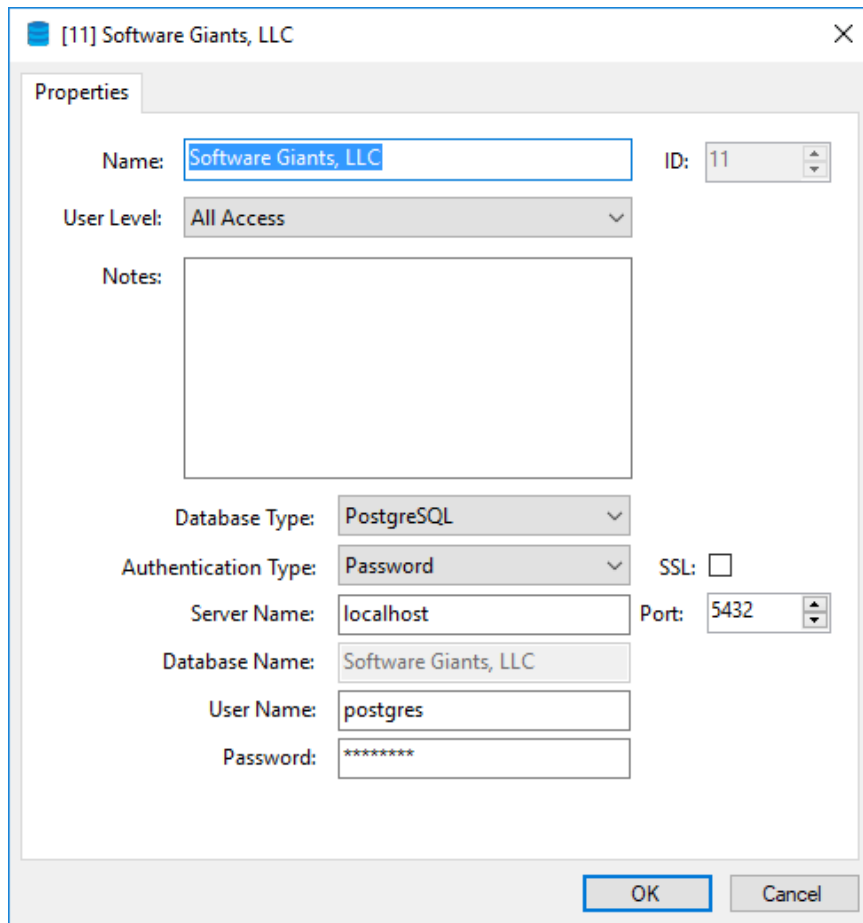 [11] Software Giants, LLC
Properties
Name: Software Giants, LLC ID: 11
User Level: All Access
Notes:
Database Type: PostgreSQL
Authentication Type: Password SSL:
Server Name: localhost Port: 5432
Database Name: Software Giants, LLC
User Name: postgres
Password: ********
OK Cancel